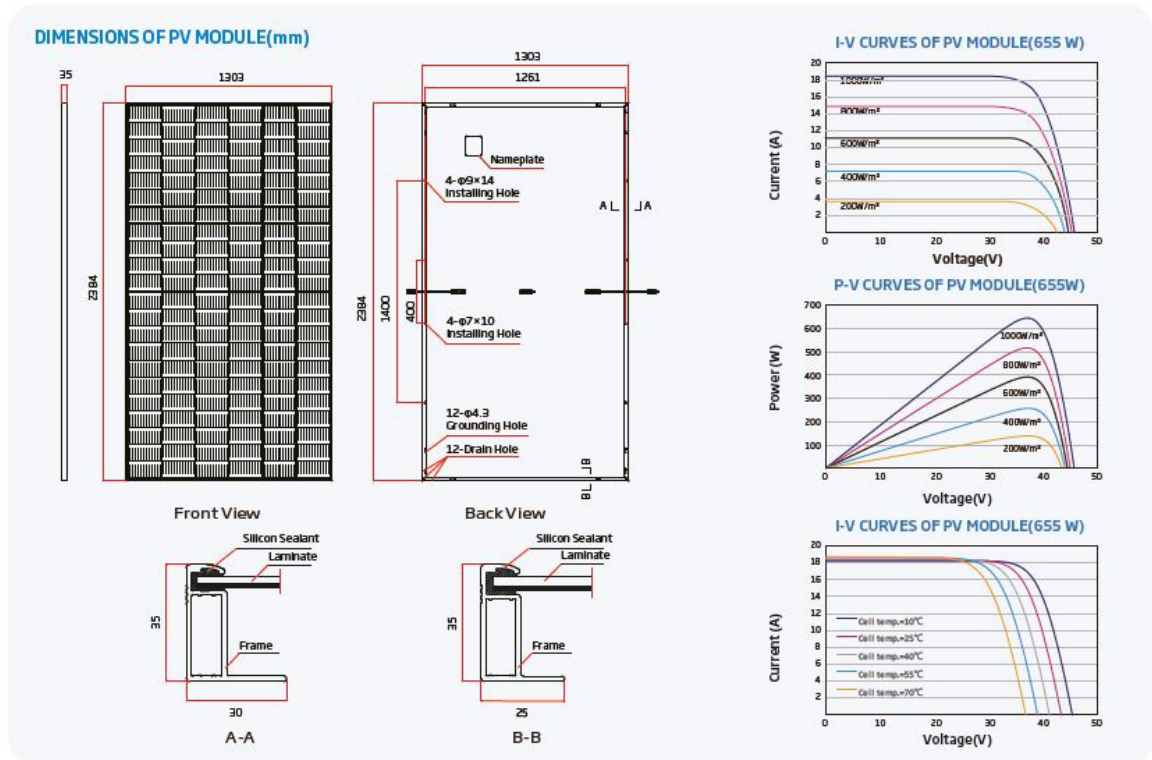 DIMENSIONS OF PV MODULE(mm)
35
1303
2384
Front View
1303
1261
2384
1400
400
Nameplate
4-φ9×14
Installing Hole
A
A
4-φ7×10
Installing Hole
12-φ4.3
Grounding Hole
12-Drain Hole
B
B
Back View
Silicon Sealant
Laminate
35
Frame
30
A-A
Silicon Sealant
Laminate
35
Frame
25
B-B
I-V CURVES OF PV MODULE(655 W)
Current (A)
20
18
16
14
12
10
8
6
4
2
1000W/m²
800W/m²
600W/m²
400W/m²
200W/m²
0 10 20 30 40 50
Voltage(V)
P-V CURVES OF PV MODULE(655W)
Power (W)
700
600
500
400
300
200
100
1000W/m²
800W/m²
600W/m²
400W/m²
200W/m²
0 10 20 30 40 50
Voltage(V)
I-V CURVES OF PV MODULE(655 W)
Current (A)
20
18
16
14
12
10
8
6
4
2
Cell temp.=10℃
Cell temp.=25℃
Cell temp.=40℃
Cell temp.=55℃
Cell temp.=70℃
0 10 20 30 40 50
Voltage(V)